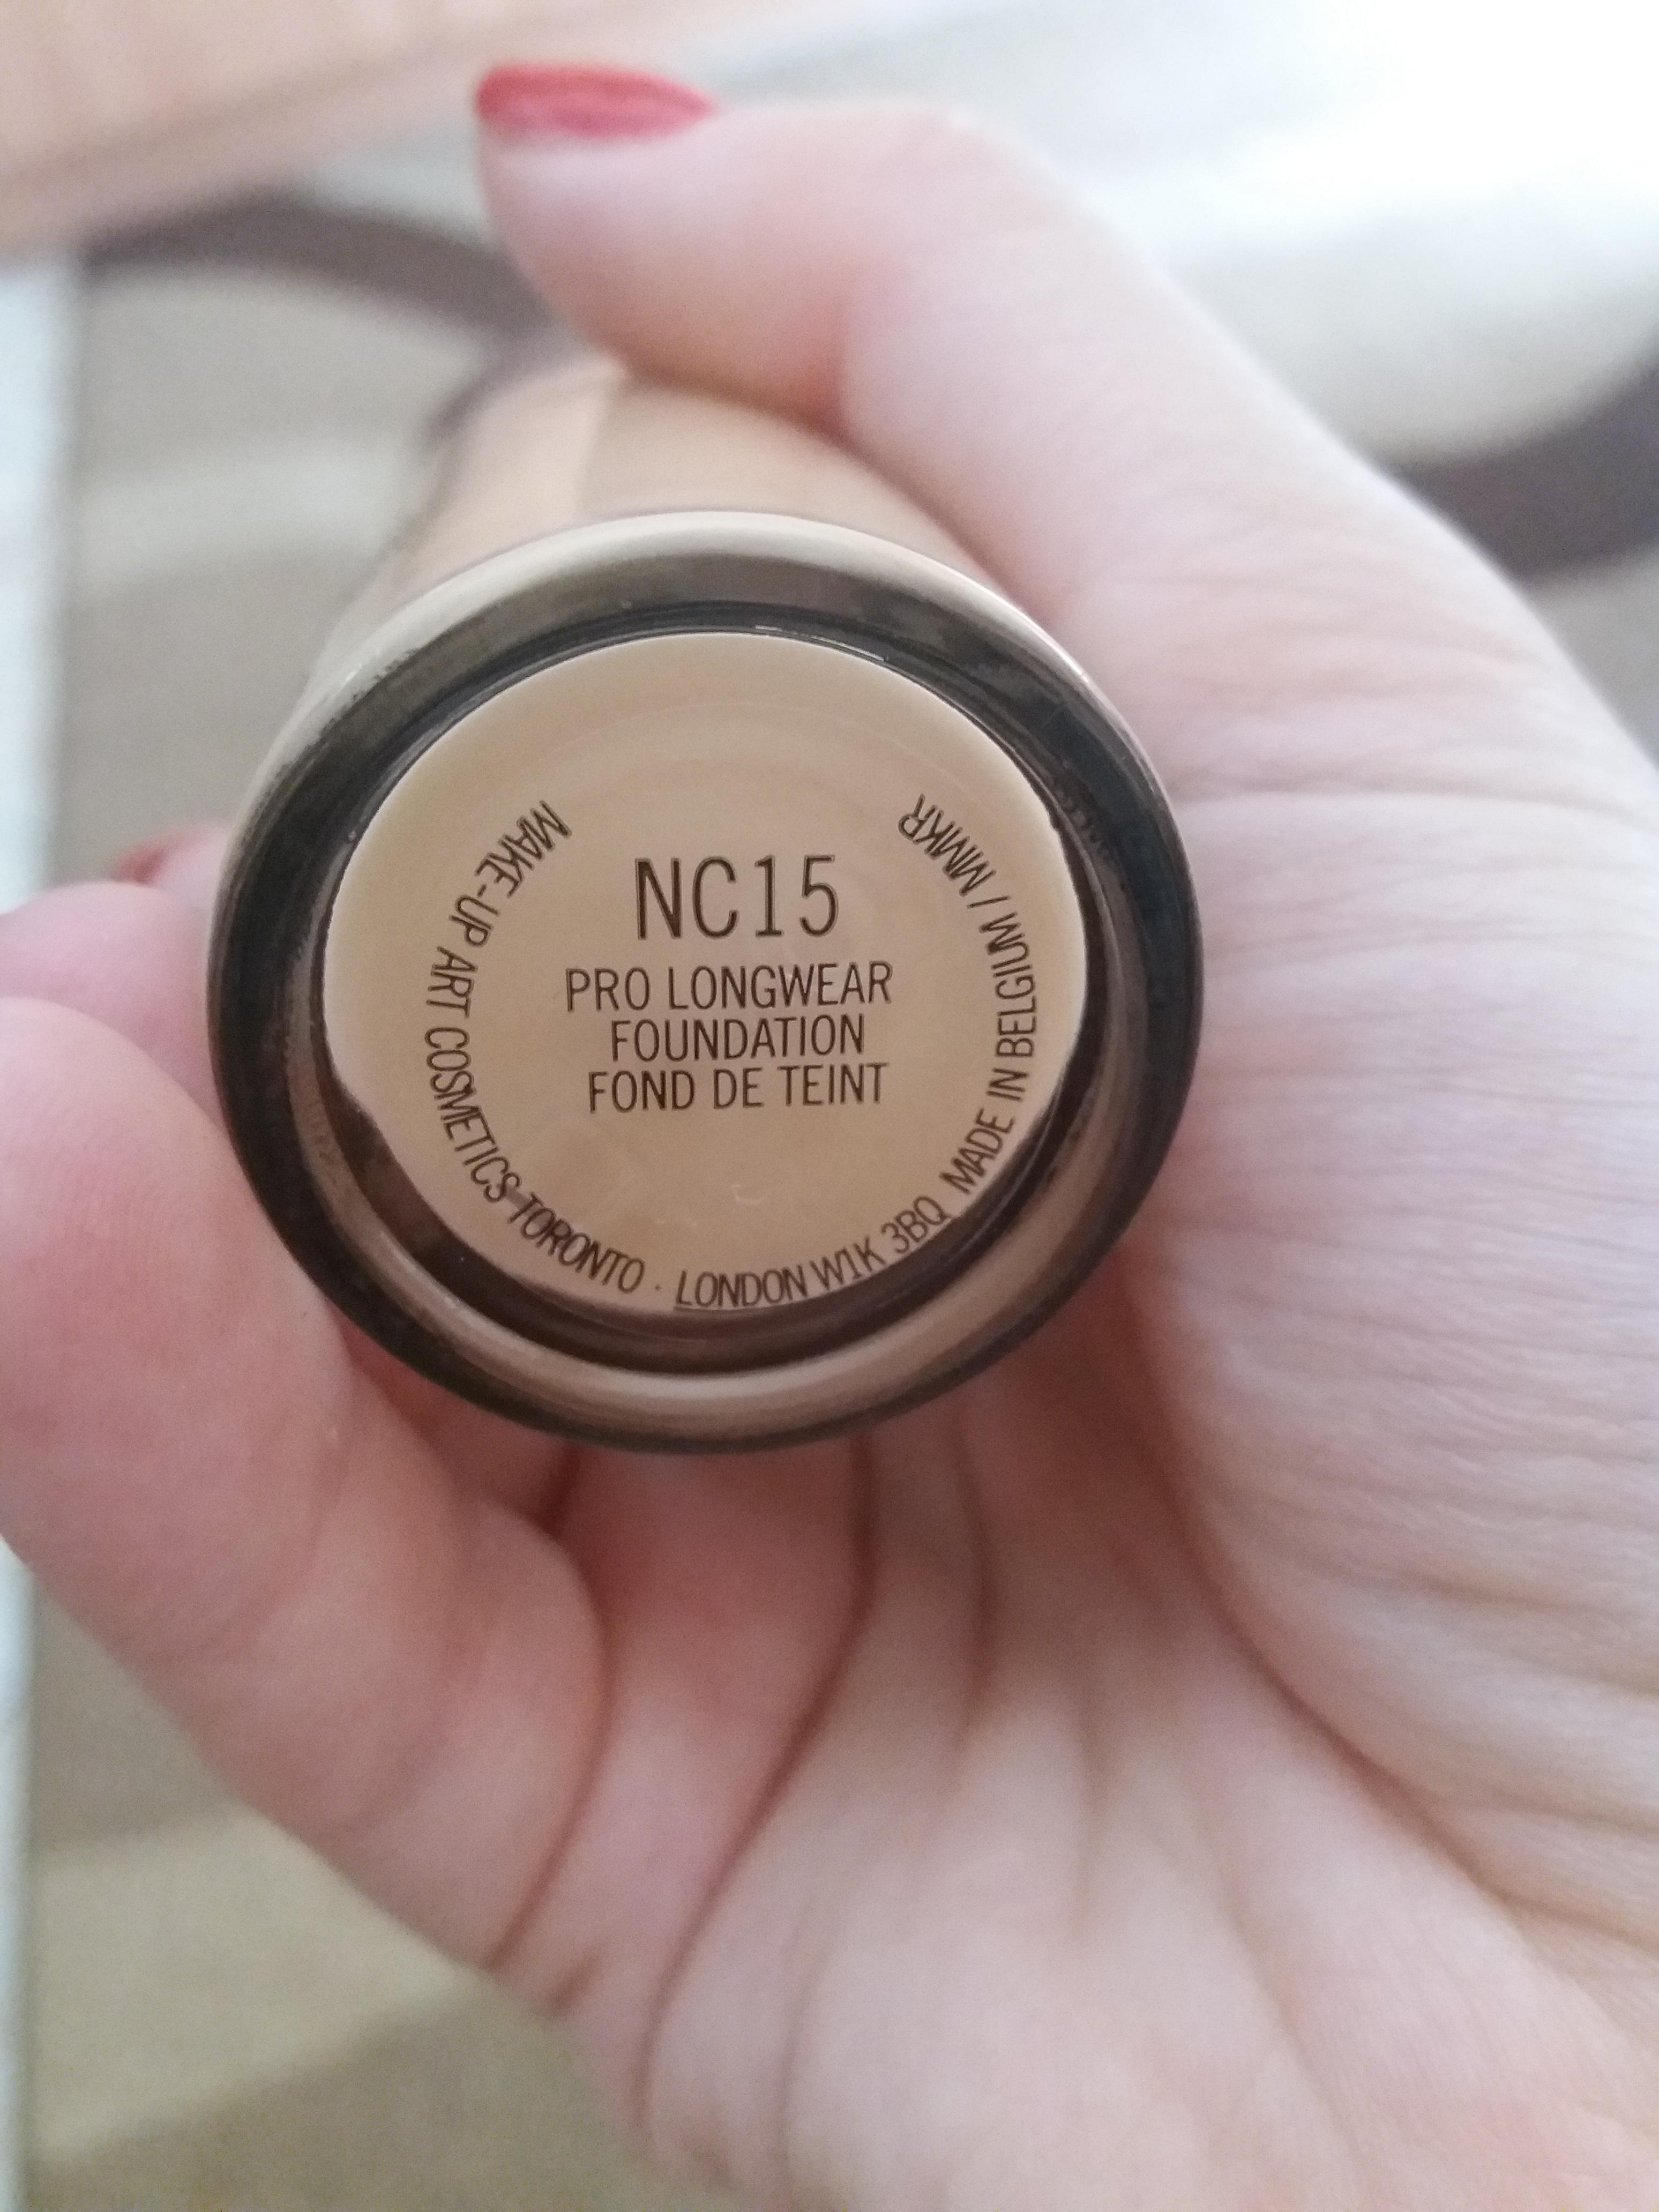 NC15
PRO LONGWEAR
FOUNDATION
FOND DE TEINT
MAKE-UP ART COSMETICS TORONTO · LONDON W1K 3BQ MADE IN BELGIUM / MMKR